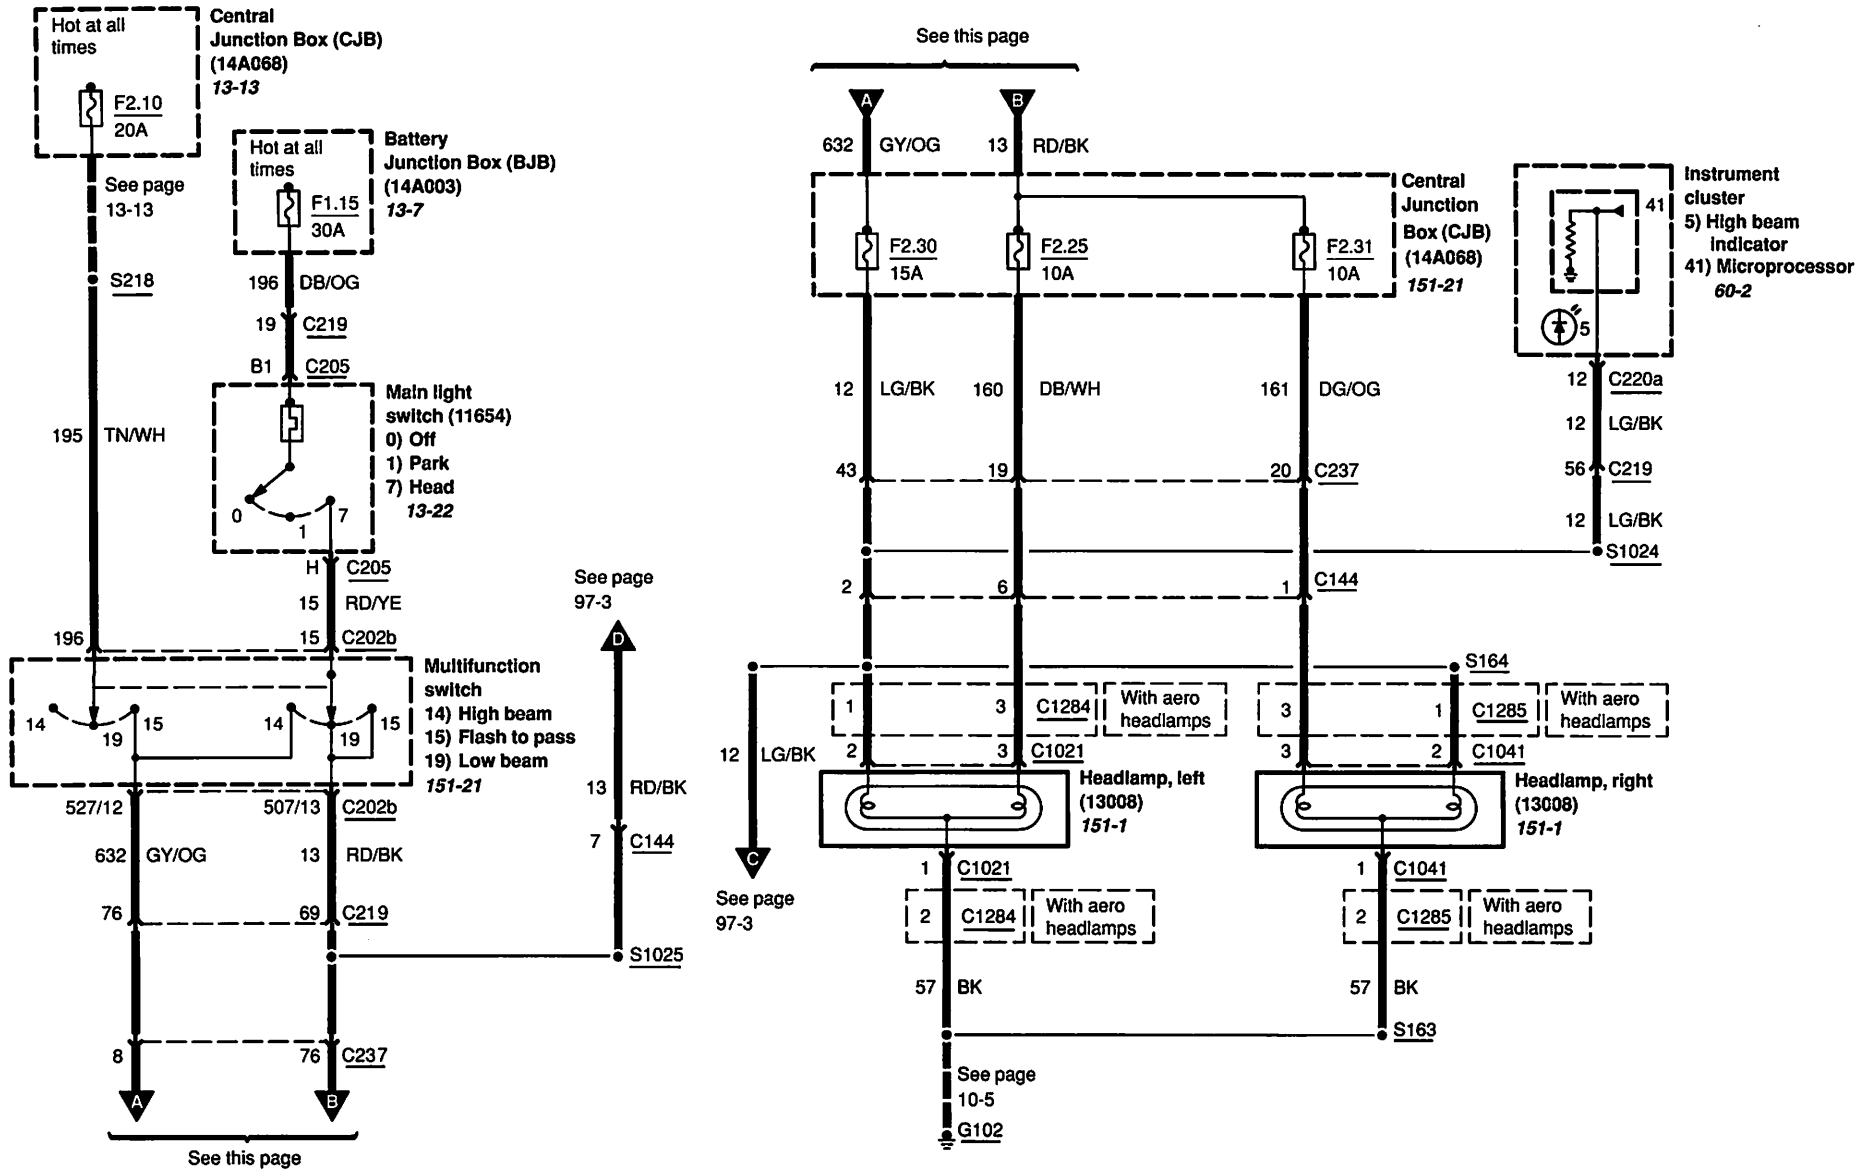 Hot at all
times
F2.10
20A
Central
Junction Box (CJB)
(14A068)
13-13
See page
13-13
S218
195 TN/WH
196
Hot at all
times
F1.15
30A
Battery
Junction Box (BJB)
(14A003)
13-7
196 DB/OG
19 C219
B1 C205
Main light
switch (11654)
0) Off
1) Park
7) Head
13-22
0
1
7
H C205
15 RD/YE
15 C202b
Multifunction
switch
14) High beam
15) Flash to pass
19) Low beam
151-21
14
19
15
14
19
15
527/12
507/13 C202b
632 GY/OG
13 RD/BK
76
69 C219
8
76 C237
A
B
See this page
See page
97-3
D
13 RD/BK
7 C144
S1025
See this page
A
B
632 GY/OG
13 RD/BK
F2.30
15A
F2.25
10A
F2.31
10A
Central
Junction
Box (CJB)
(14A068)
151-21
12 LG/BK
160 DB/WH
161 DG/OG
43
19
20 C237
2
6
1 C144
Instrument
cluster
5) High beam
indicator
41) Microprocessor
60-2
41
5
12 C220a
12 LG/BK
56 C219
12 LG/BK
S1024
S164
12 LG/BK
C
See page
97-3
1
3 C1284
With aero
headlamps
2
3 C1021
Headlamp, left
(13008)
151-1
1 C1021
2 C1284
With aero
headlamps
57 BK
See page
10-5
G102
3
1 C1285
With aero
headlamps
3
2 C1041
Headlamp, right
(13008)
151-1
1 C1041
2 C1285
With aero
headlamps
57 BK
S163